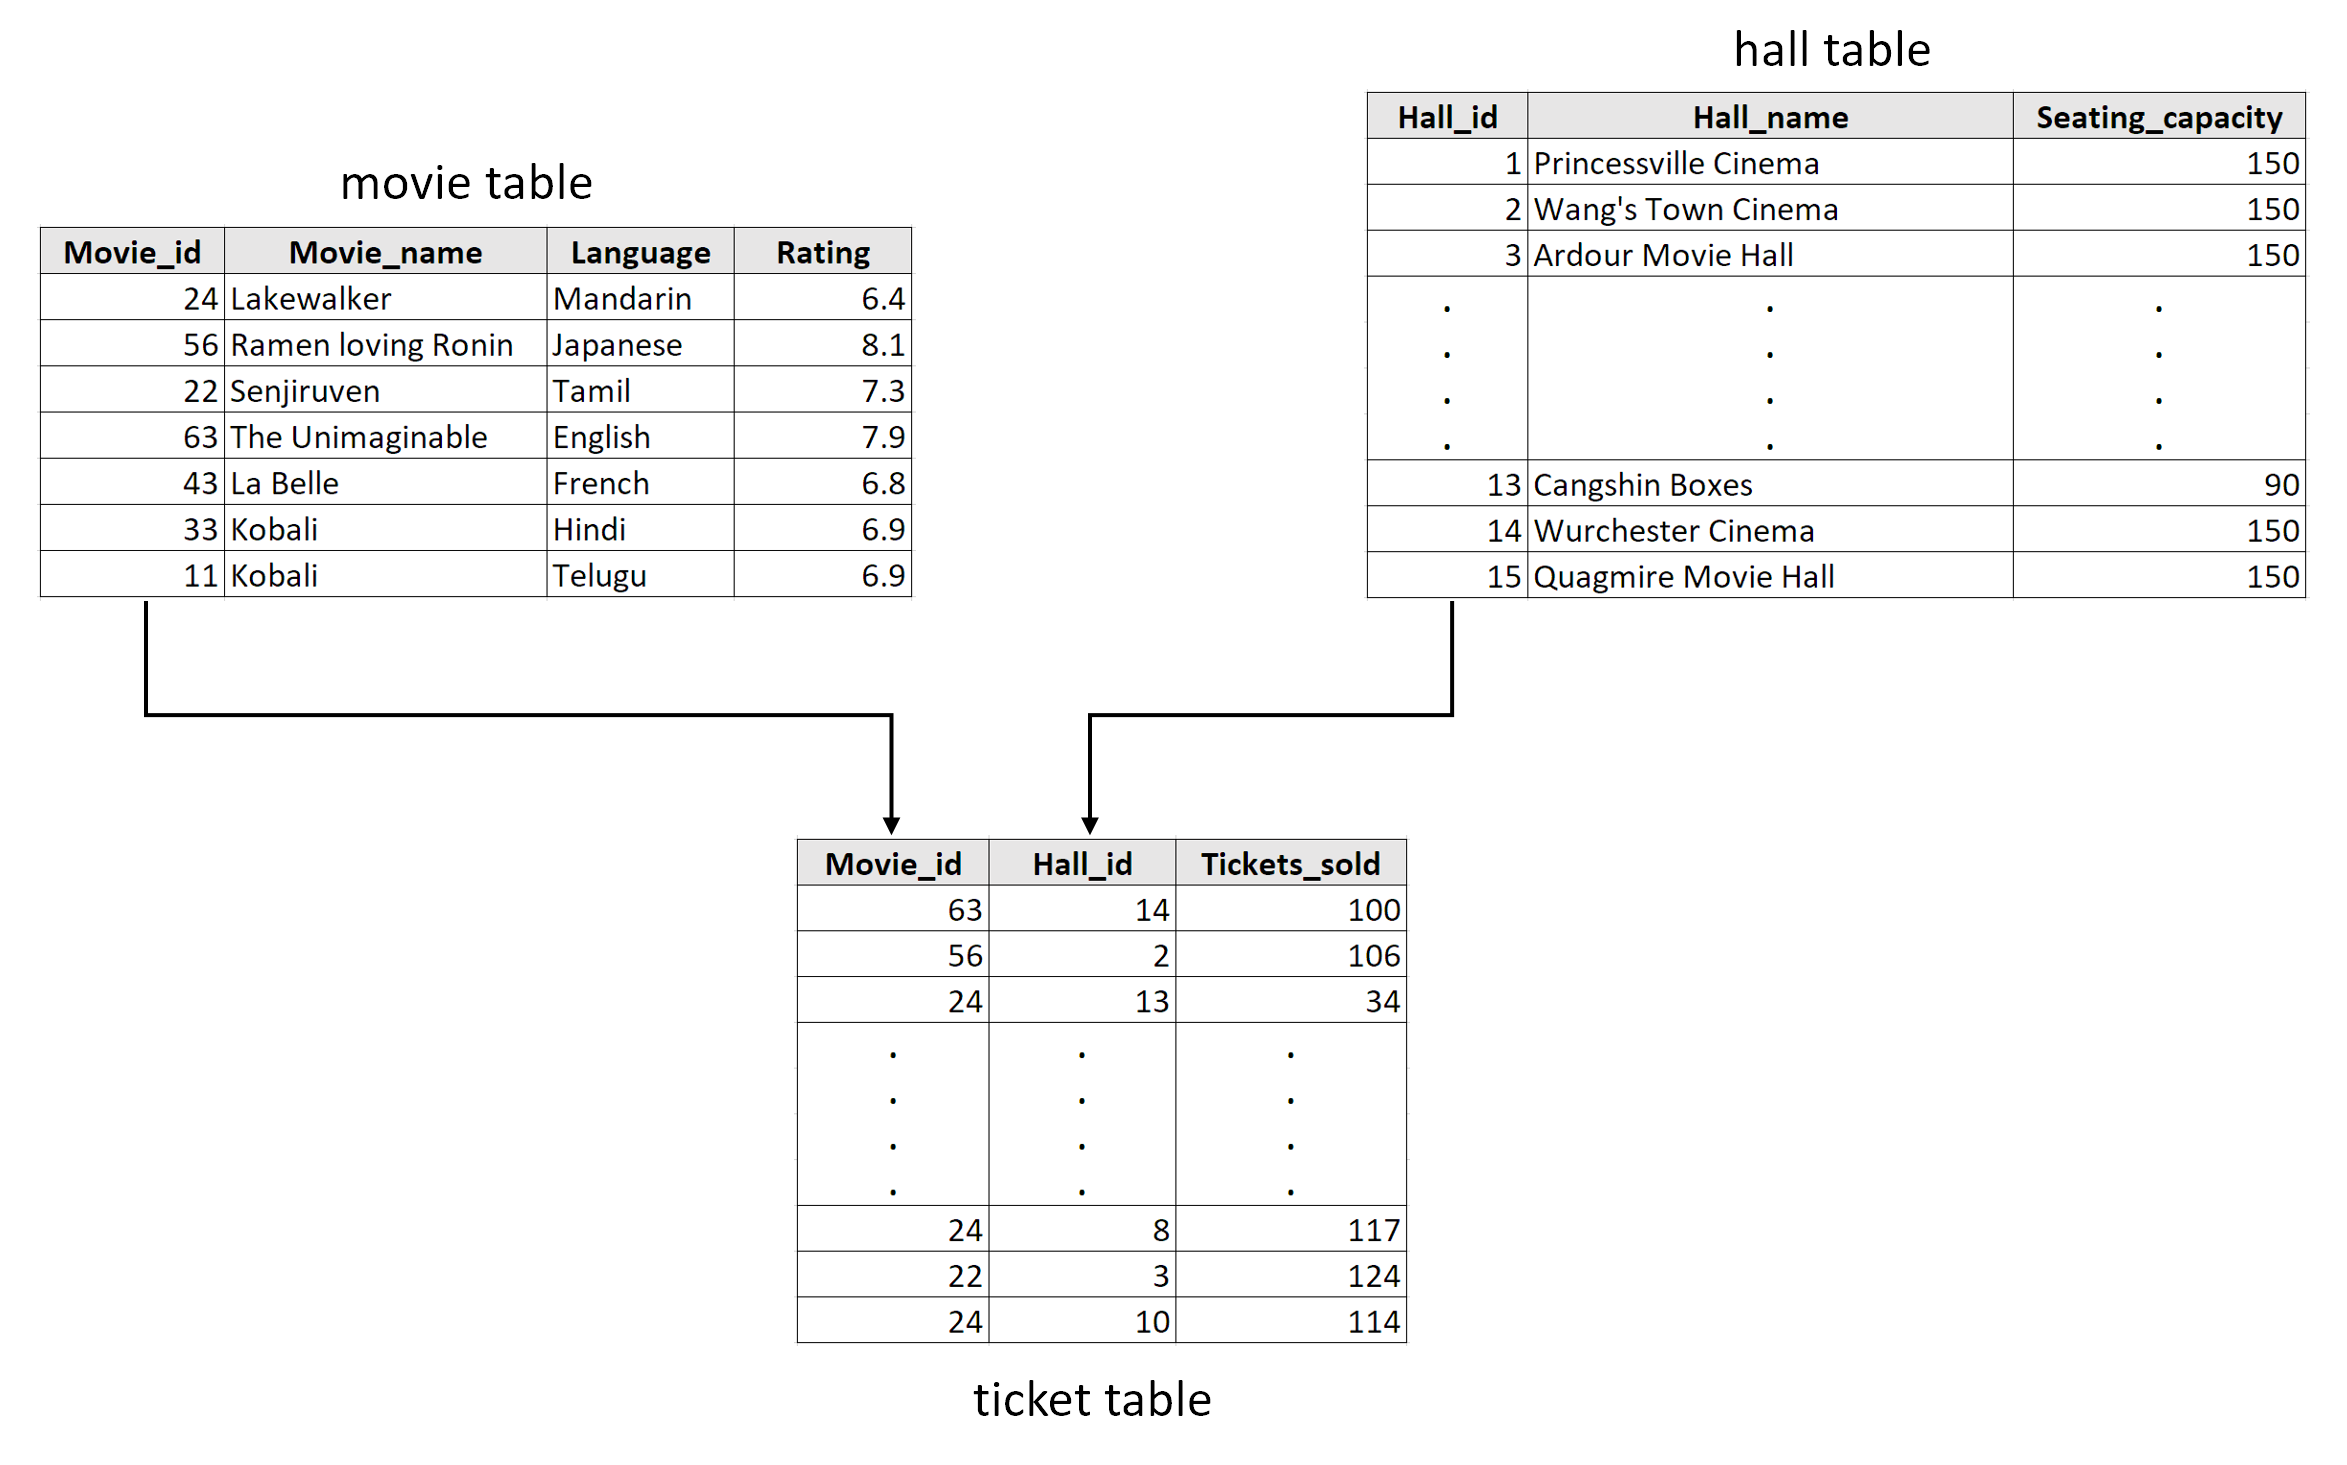 movie table
Movie_id Movie_name Language Rating
24 Lakewalker Mandarin 6.4
56 Ramen loving Ronin Japanese 8.1
22 Senjiruven Tamil 7.3
63 The Unimaginable English 7.9
43 La Belle French 6.8
33 Kobali Hindi 6.9
11 Kobali Telugu 6.9
hall table
Hall_id Hall_name Seating_capacity
1 Princessville Cinema 150
2 Wang's Town Cinema 150
3 Ardour Movie Hall 150
. . .
. . .
. . .
. . .
13 Cangshin Boxes 90
14 Wurchester Cinema 150
15 Quagmire Movie Hall 150
Movie_id Hall_id Tickets_sold
63 14 100
56 2 106
24 13 34
. . .
. . .
. . .
. . .
24 8 117
22 3 124
24 10 114
ticket table